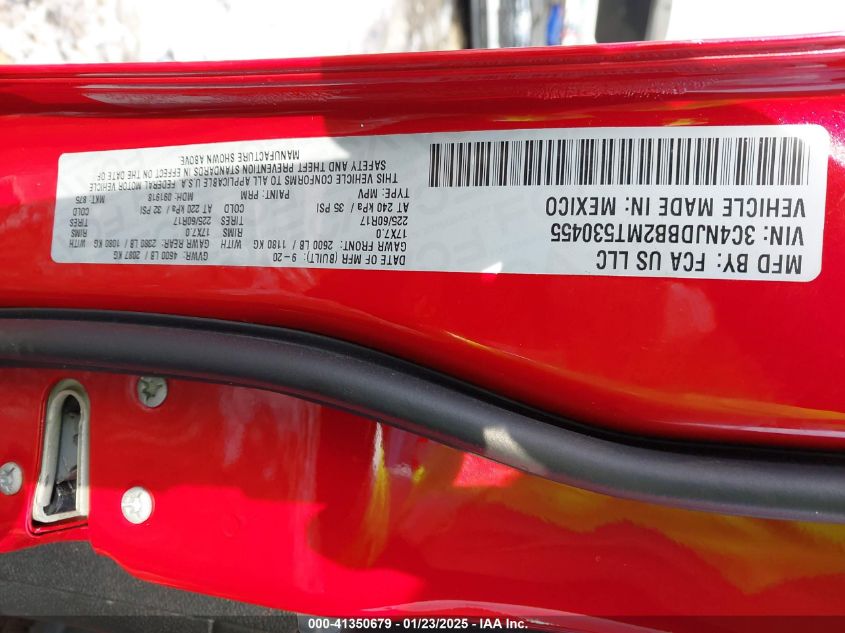 MFD BY: FCA US LLC
DATE OF MFR (BUILT): 9-20
GVWR: 4600 LB / 2087 KG
GAWR FRONT: 2600 LB / 1180 KG WITH
GAWR REAR: 2380 LB / 1080 KG WITH
17X7.0 RIMS
17X7.0 RIMS
225/60R17 TIRES
225/60R17 TIRES
AT 240 kPa / 35 PSI COLD
AT 220 kPa / 32 PSI COLD
VIN: 3C4NJDBB2MT530455
TYPE: MPV
PAINT: PRM
MDH: 091918
MKT: 875
VEHICLE MADE IN: MEXICO
THIS VEHICLE CONFORMS TO ALL APPLICABLE U.S.A. FEDERAL MOTOR VEHICLE
SAFETY AND THEFT PREVENTION STANDARDS IN EFFECT ON THE DATE OF
MANUFACTURE SHOWN ABOVE
000-41350679 - 01/23/2025 - © Copyright 2025, IAA, Inc.